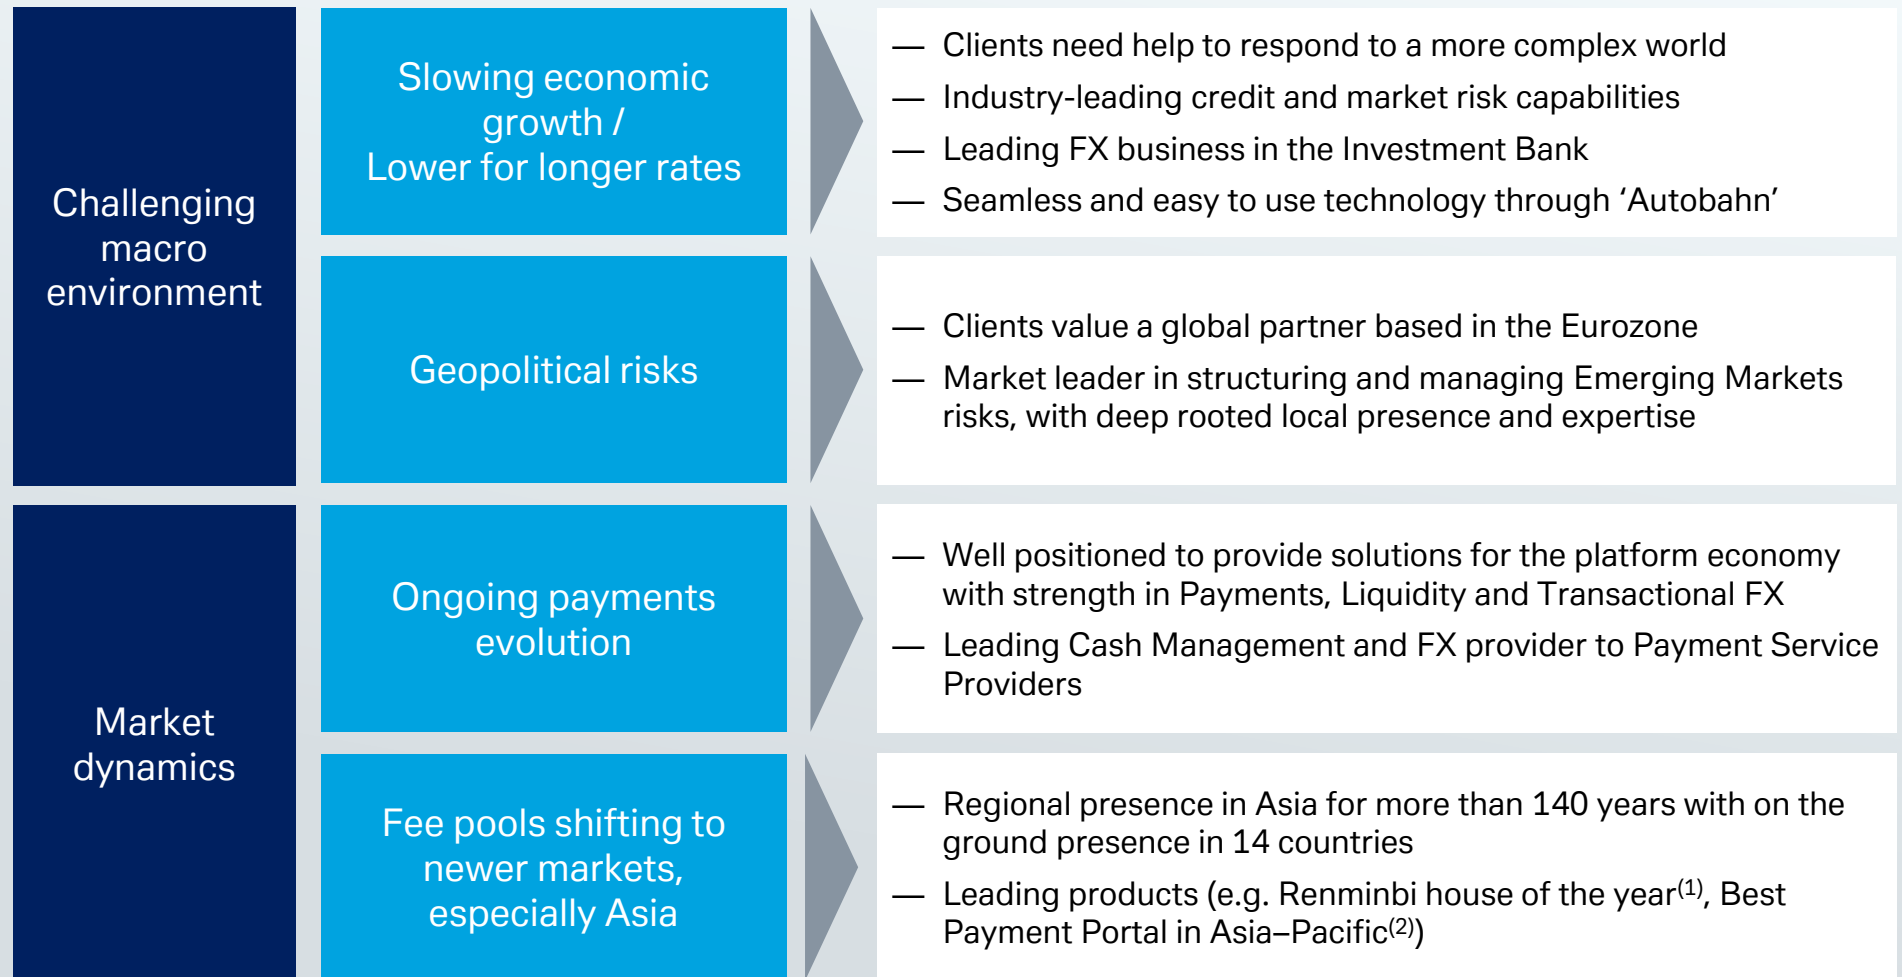 Challenging
macro
environment
Slowing economic
growth /
Lower for longer rates
— Clients need help to respond to a more complex world
— Industry-leading credit and market risk capabilities
— Leading FX business in the Investment Bank
— Seamless and easy to use technology through ‘Autobahn’
Geopolitical risks
— Clients value a global partner based in the Eurozone
— Market leader in structuring and managing Emerging Markets
risks, with deep rooted local presence and expertise
Market
dynamics
Ongoing payments
evolution
— Well positioned to provide solutions for the platform economy
with strength in Payments, Liquidity and Transactional FX
— Leading Cash Management and FX provider to Payment Service
Providers
Fee pools shifting to
newer markets,
especially Asia
— Regional presence in Asia for more than 140 years with on the
ground presence in 14 countries
— Leading products (e.g. Renminbi house of the year(1), Best
Payment Portal in Asia–Pacific(2))